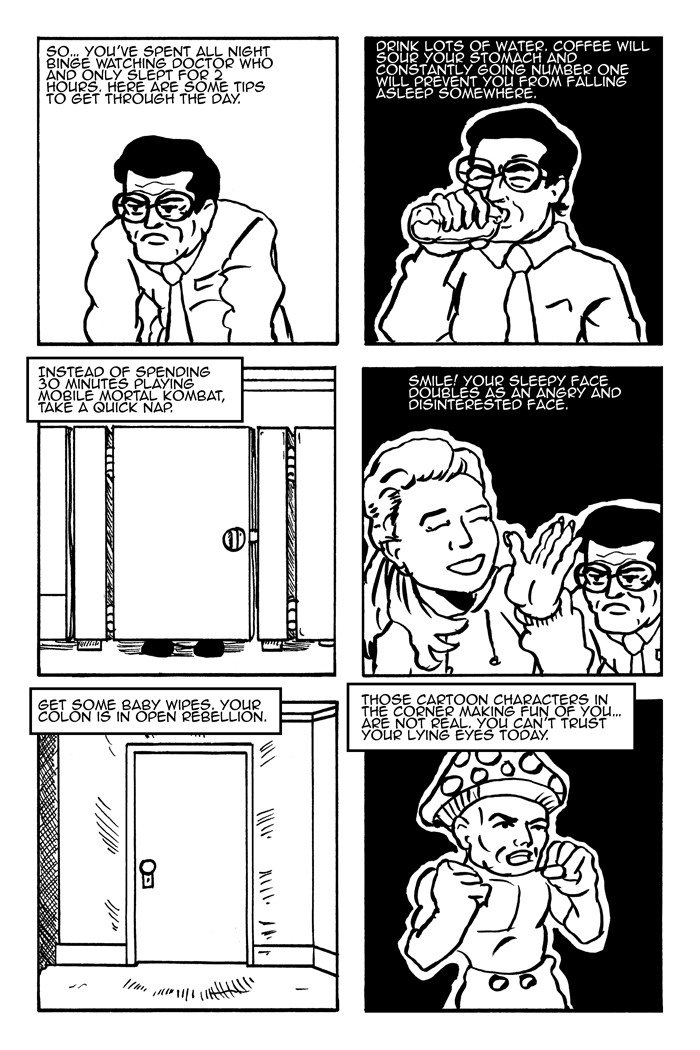 SO... YOU'VE SPENT ALL NIGHT
BINGE WATCHING DOCTOR WHO
AND ONLY SLEPT FOR 2
HOURS. HERE ARE SOME TIPS
TO GET THROUGH THE DAY.
DRINK LOTS OF WATER. COFFEE WILL
SOUR YOUR STOMACH AND
CONSTANTLY GOING NUMBER ONE
WILL PREVENT YOU FROM FALLING
ASLEEP SOMEWHERE.
INSTEAD OF SPENDING
30 MINUTES PLAYING
MOBILE MORTAL KOMBAT,
TAKE A QUICK NAP.
SMILE! YOUR SLEEPY FACE
DOUBLES AS AN ANGRY AND
DISINTERESTED FACE.
GET SOME BABY WIPES. YOUR
COLON IS IN OPEN REBELLION.
THOSE CARTOON CHARACTERS IN
THE CORNER MAKING FUN OF YOU...
ARE NOT REAL. YOU CAN'T TRUST
YOUR LYING EYES TODAY.